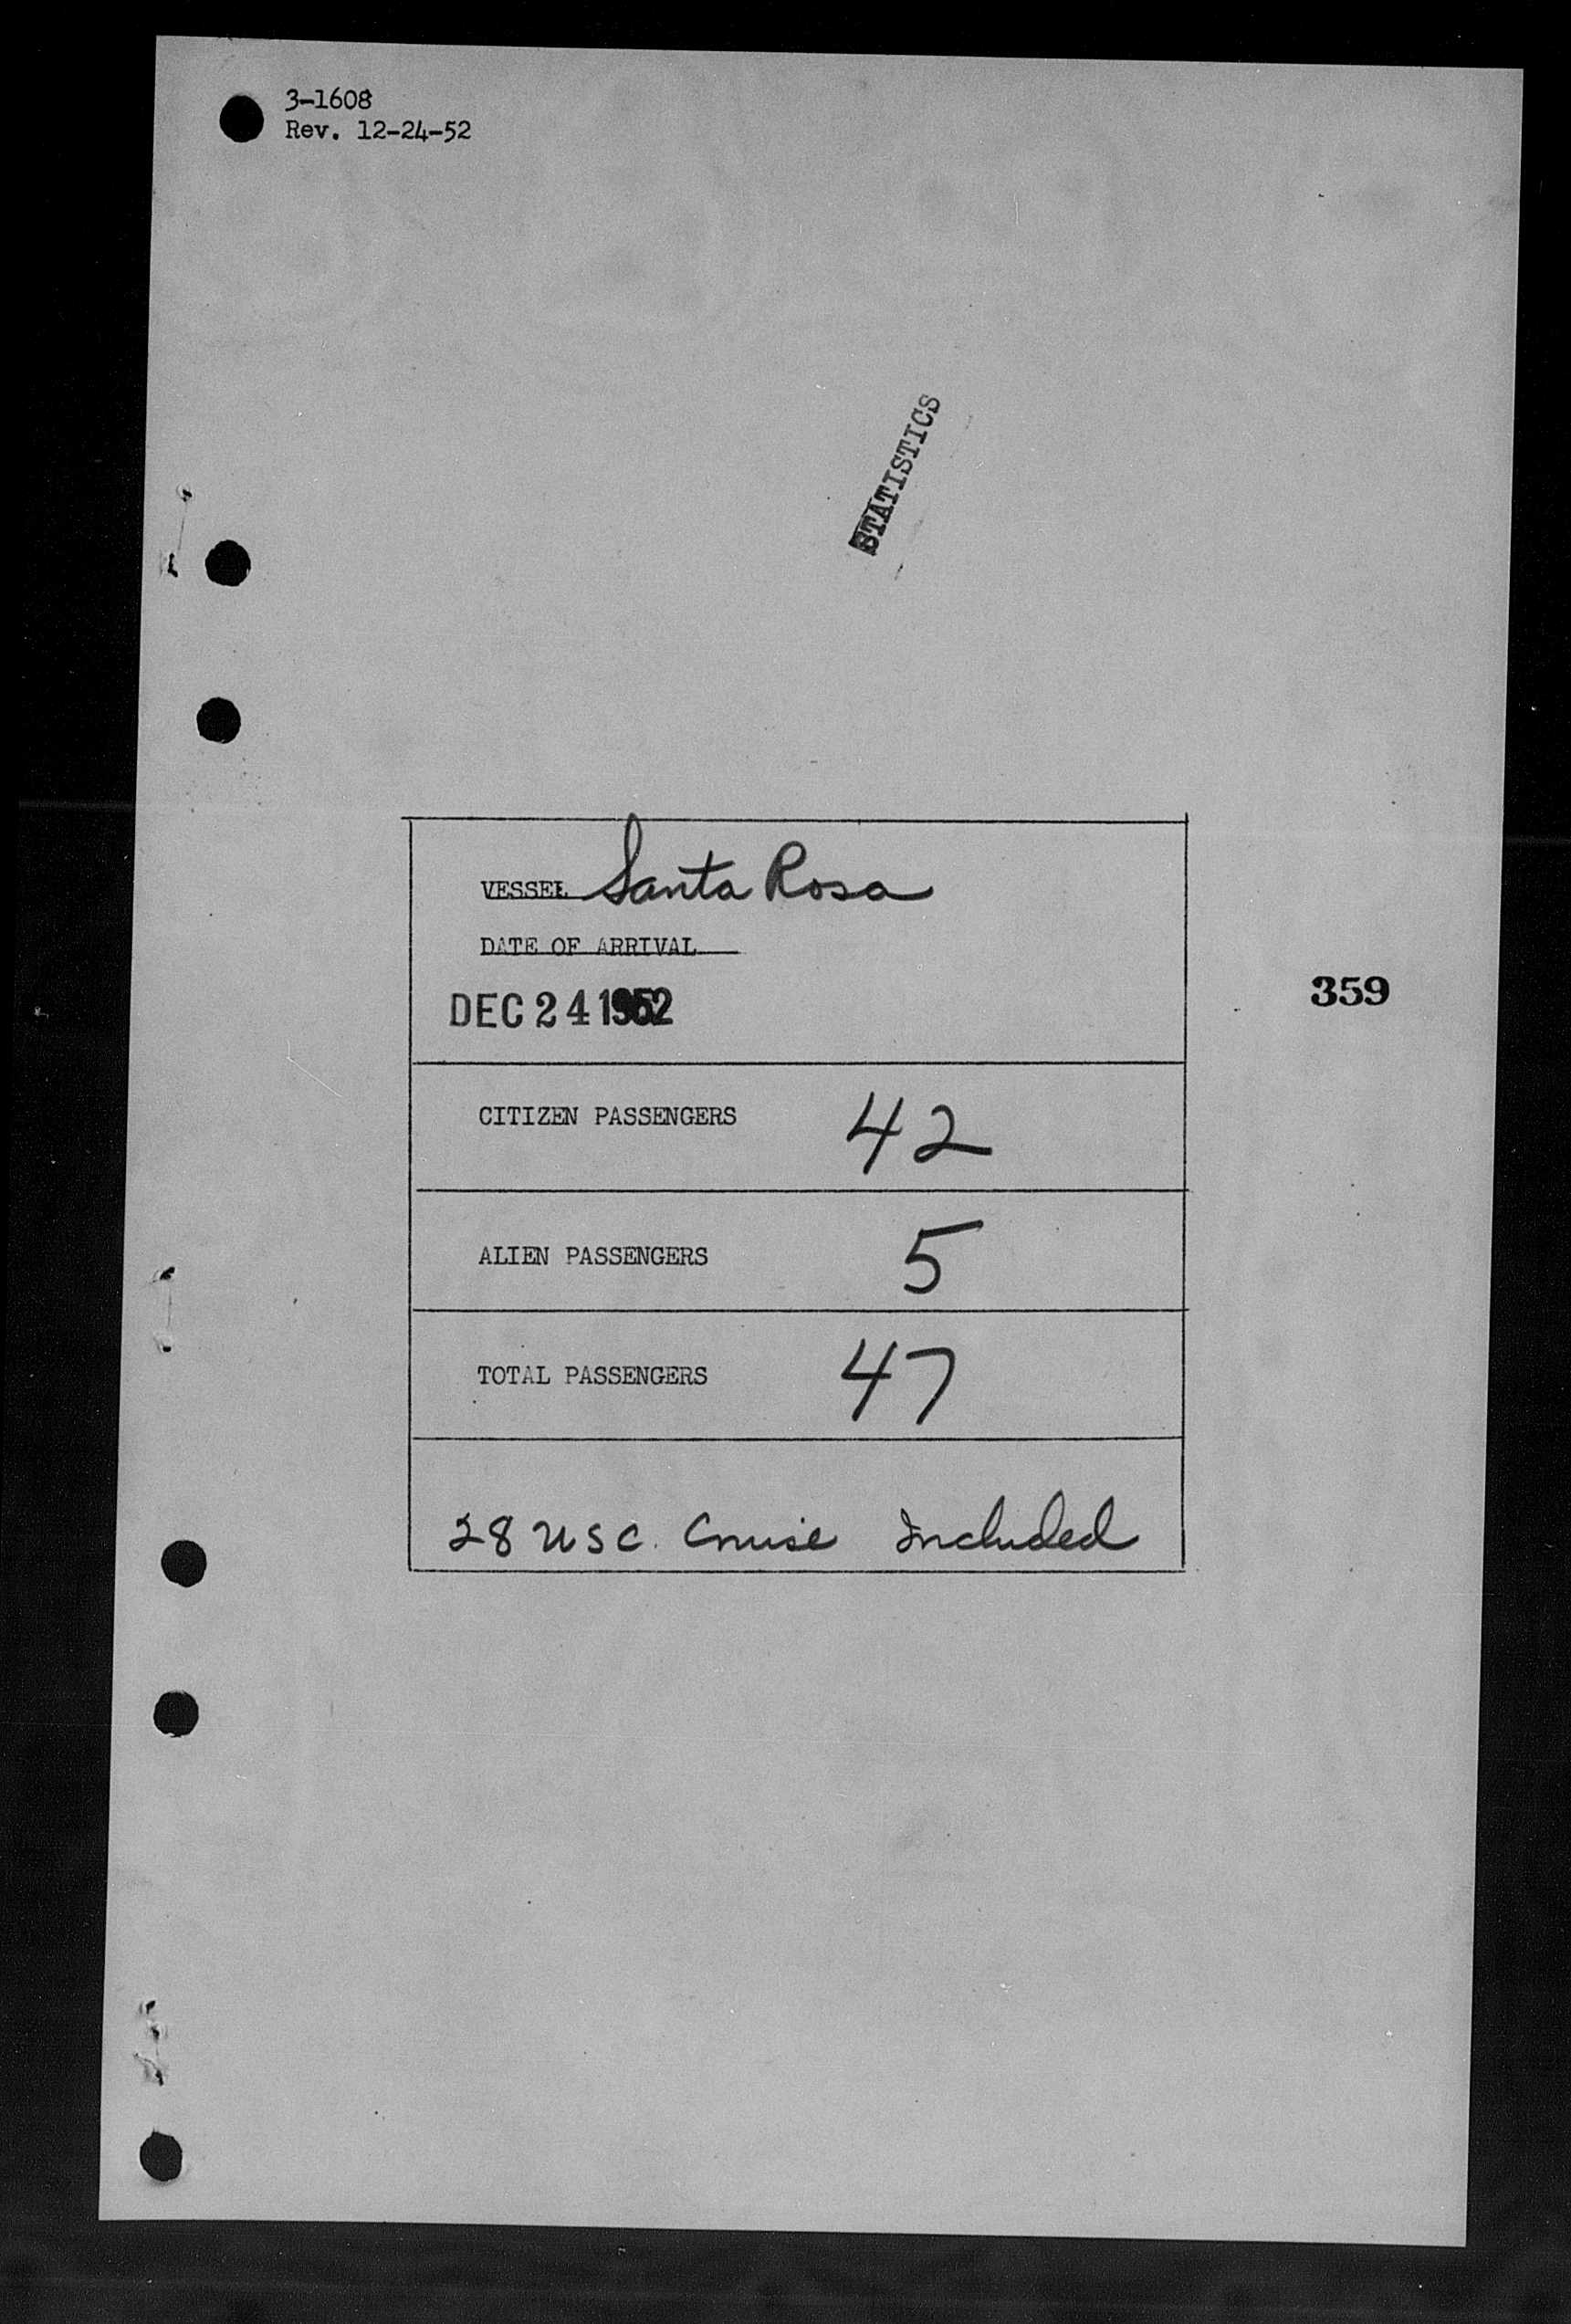 3-1608
Rev. 12-24-52
STATISTICS
VESSEL Santa Rosa
DATE OF ARRIVAL
DEC 24 1952
359
CITIZEN PASSENGERS 42
ALIEN PASSENGERS 5
TOTAL PASSENGERS 47
28 USC. Cruise Included